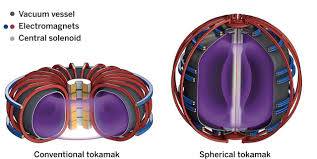 Vacuum vessel
Electromagnets
Central solenoid
Conventional tokamak
Spherical tokamak